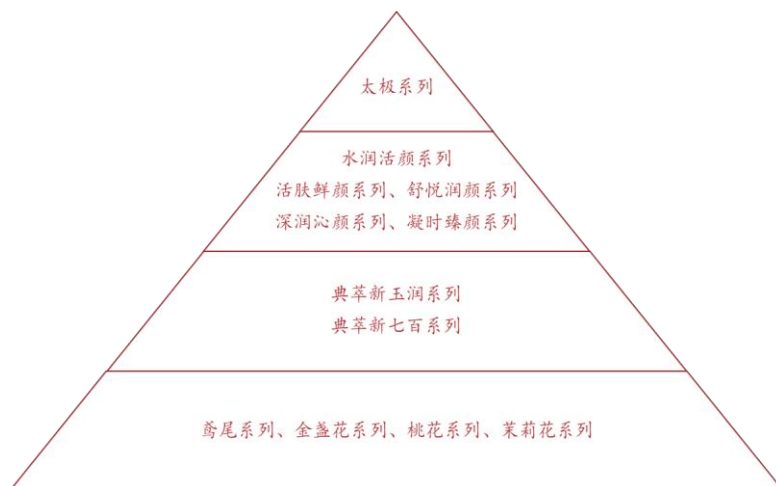 太极系列
水润活颜系列
活肤鲜颜系列、舒悦润颜系列
深润沁颜系列、凝时臻颜系列
典萃新玉润系列
典萃新七百系列
鸢尾系列、金盏花系列、桃花系列、茉莉花系列